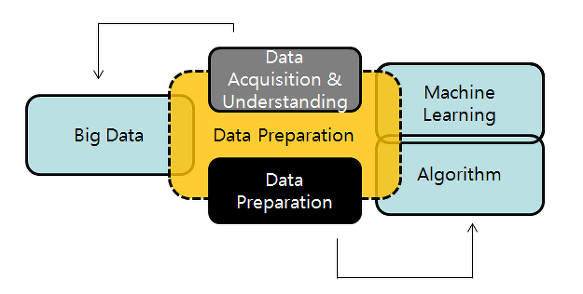 Data
Acquisition &
Understanding
Big Data
Data Preparation
Machine
Learning
Data
Preparation
Algorithm